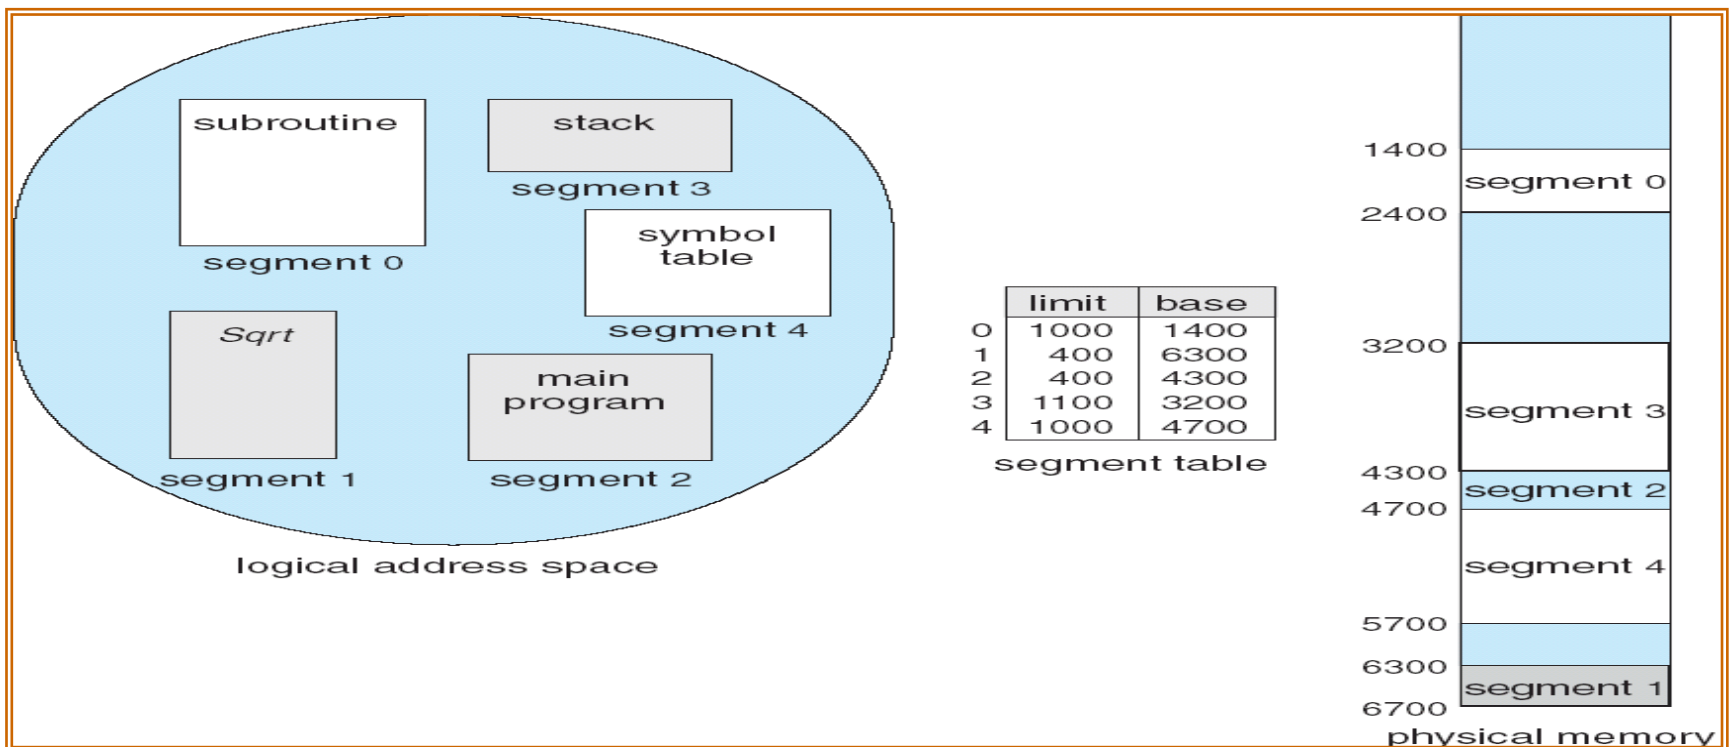 subroutine
segment 0
stack
segment 3
symbol
table
segment 4
Sqrt
segment 1
main
program
segment 2
logical address space
limit base
0 1000 1400
1 400 6300
2 400 4300
3 1100 3200
4 1000 4700
segment table
1400
segment 0
2400
3200
segment 3
4300
segment 2
4700
segment 4
5700
6300
segment 1
6700
physical memory